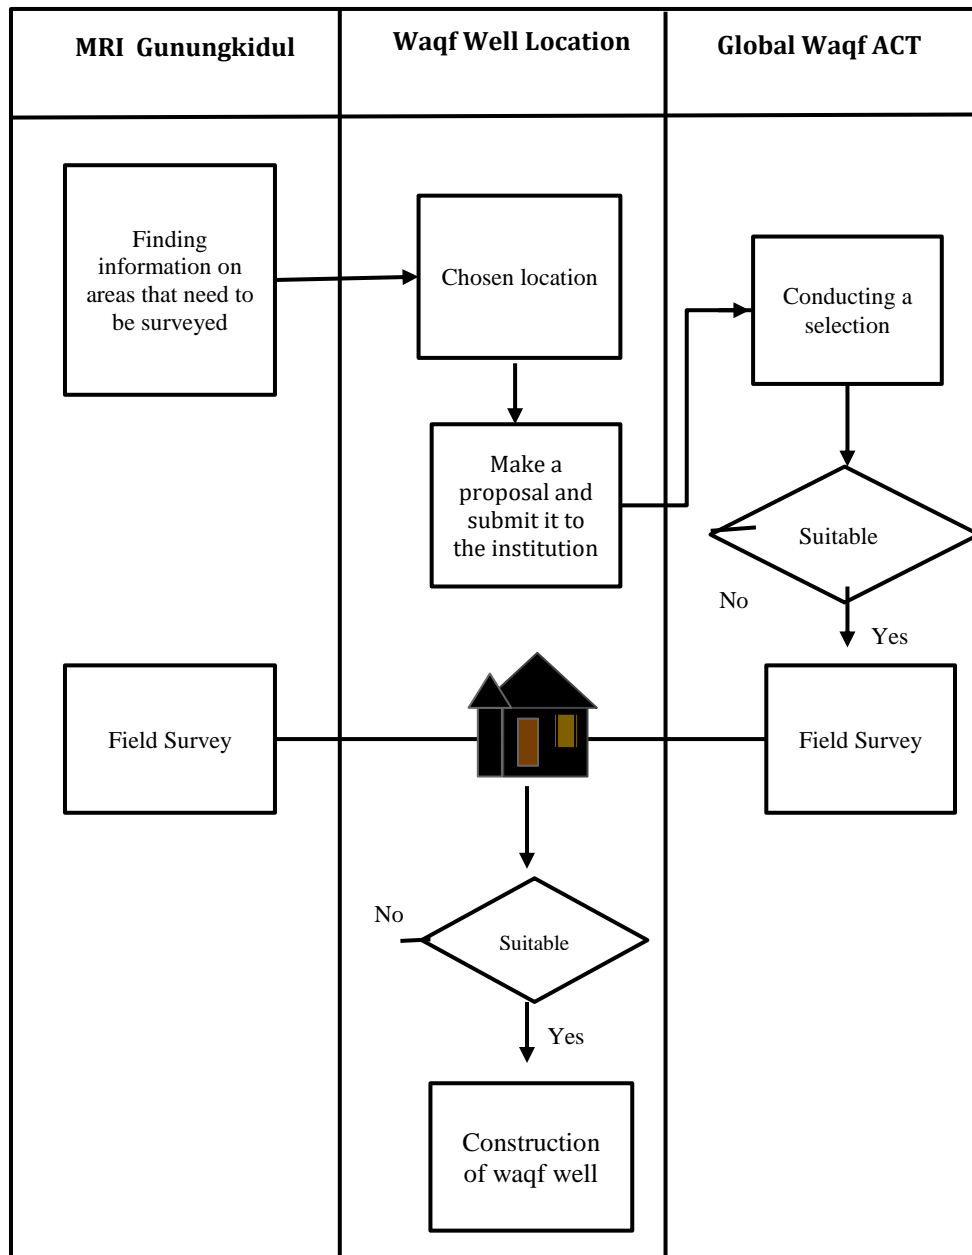 MRI Gunungkidul
Waqf Well Location
Global Waqf ACT
Finding
information on
areas that need to
be surveyed
Chosen location
Conducting a
selection
Make a
proposal and
submit it to
the institution
Suitable
No
Yes
Field Survey
Field Survey
No
Suitable
Yes
Construction
of waqf well